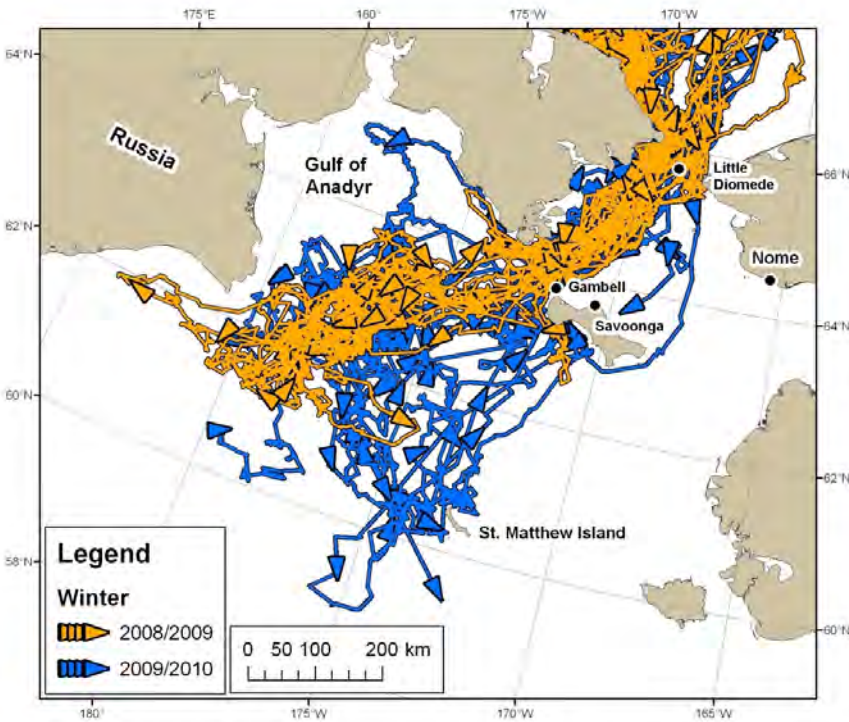 175°E
160°
175°W
170°W
64°N
Russia
Gulf of
Anadyr
Little
Diomede
66°N
62°N
Nome
Gambell
Savoonga
64°N
60°N
62°N
St. Matthew Island
58°N
60°N
Legend
Winter
2008/2009
2009/2010
0 50 100 200 km
180°
175°W
170°W
165°W